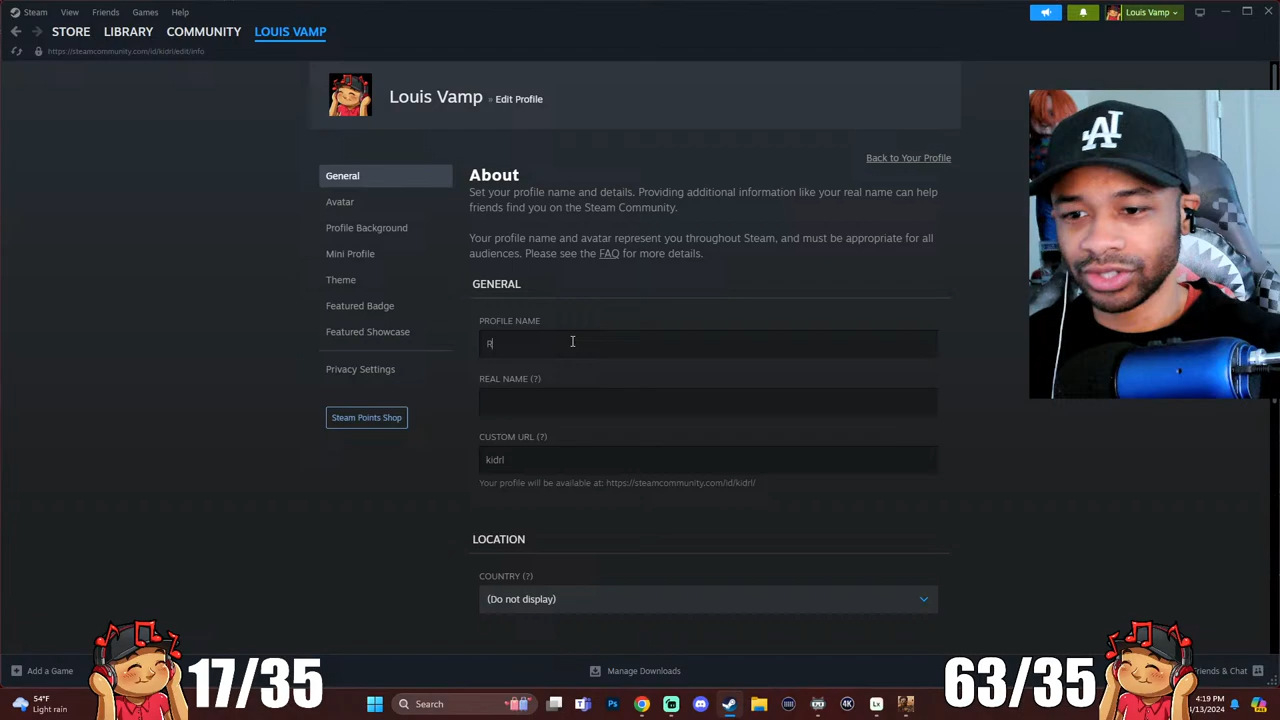 Steam View Friends Games Help
Louis Vamp
STORE LIBRARY COMMUNITY LOUIS VAMP
https://steamcommunity.com/id/kidrl/edit/info
Louis Vamp » Edit Profile
Back to Your Profile
General
Avatar
Profile Background
Mini Profile
Theme
Featured Badge
Featured Showcase
Privacy Settings
Steam Points Shop
About
Set your profile name and details. Providing additional information like your real name can help
friends find you on the Steam Community.
Your profile name and avatar represent you throughout Steam, and must be appropriate for all
audiences. Please see the FAQ for more details.
GENERAL
PROFILE NAME
R
REAL NAME (?)
CUSTOM URL (?)
kidrl
Your profile will be available at: https://steamcommunity.com/id/kidrl/
LOCATION
COUNTRY (?)
(Do not display)
Add a Game
Manage Downloads
Friends & Chat
17/35
63/35
54°F
Light rain
Search
4:19 PM
/13/2024